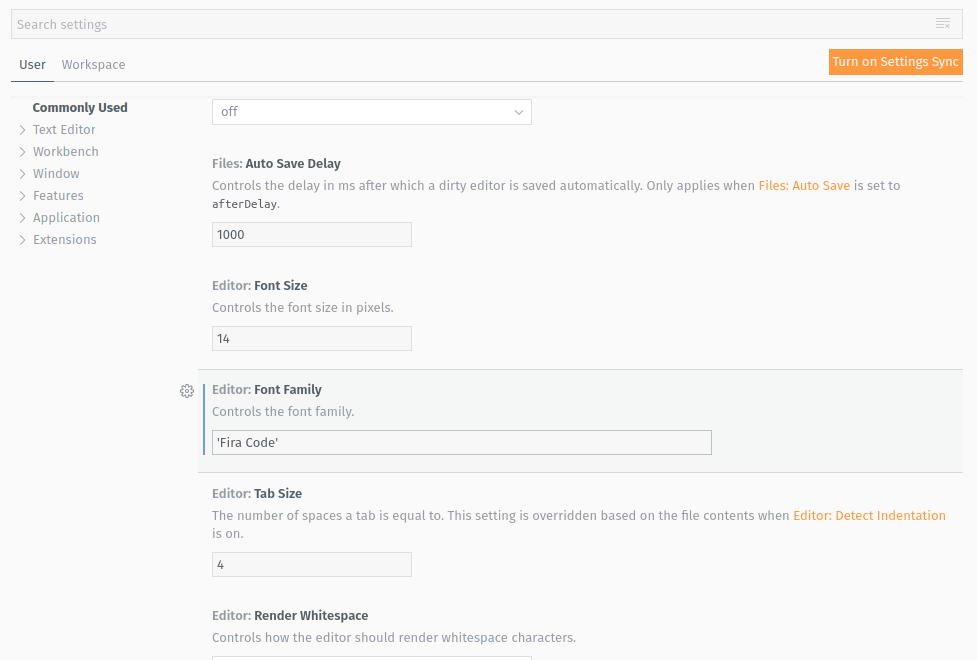 Search settings
User Workspace Turn on Settings Sync
Commonly Used
Text Editor
Workbench
Window
Features
Application
Extensions
off
Files: Auto Save Delay
Controls the delay in ms after which a dirty editor is saved automatically. Only applies when Files: Auto Save is set to
afterDelay.
1000
Editor: Font Size
Controls the font size in pixels.
14
Editor: Font Family
Controls the font family.
'Fira Code'
Editor: Tab Size
The number of spaces a tab is equal to. This setting is overridden based on the file contents when Editor: Detect Indentation
is on.
4
Editor: Render Whitespace
Controls how the editor should render whitespace characters.